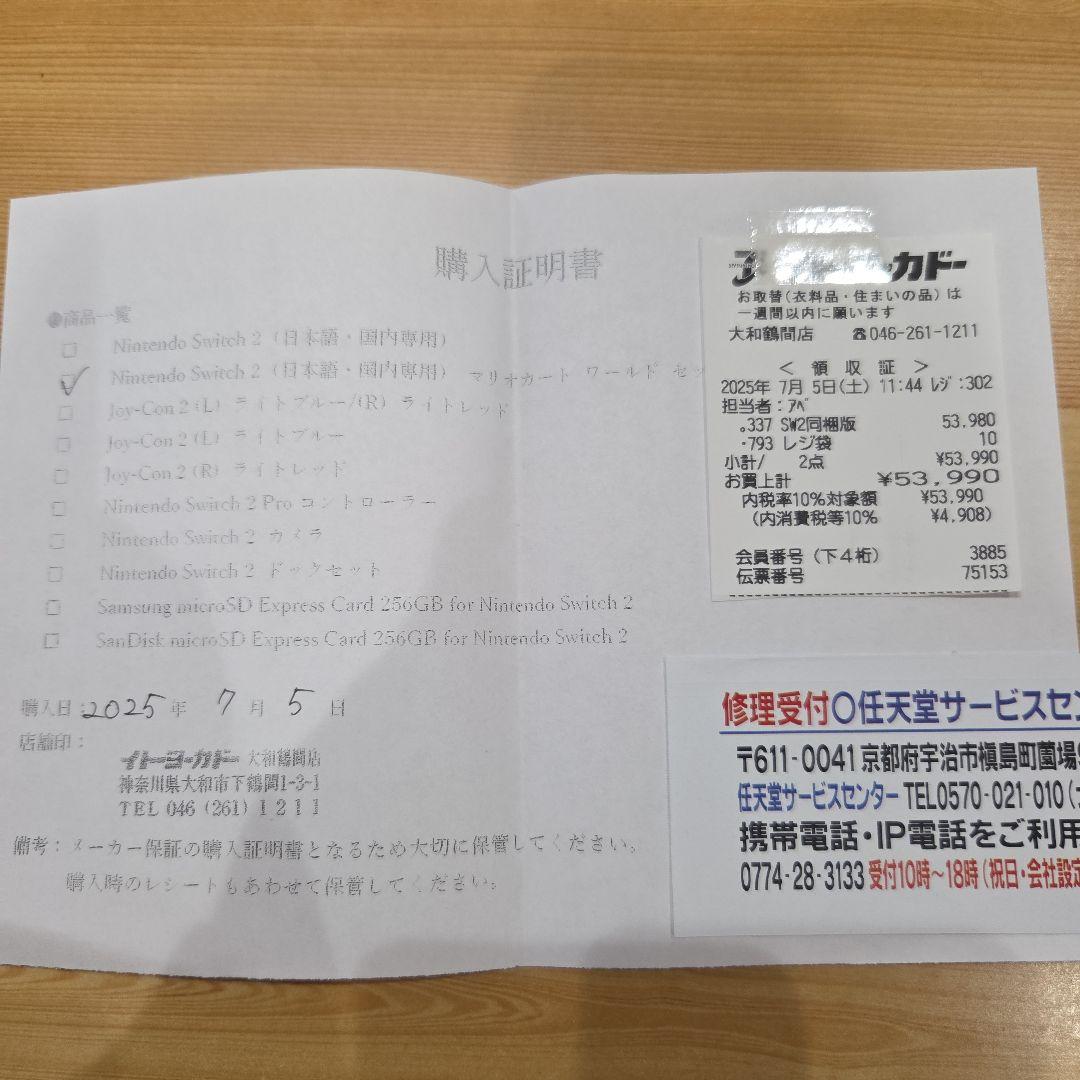 購入証明書
●商品一覧
□ Nintendo Switch 2（日本語・国内専用）
☑ Nintendo Switch 2（日本語・国内専用） マリオカート ワールド セッ
□ Joy-Con 2 (L) ライトブルー/(R) ライトレッド
□ Joy-Con 2 (L) ライトブルー
□ Joy-Con 2 (R) ライトレッド
□ Nintendo Switch 2 Pro コントローラー
□ Nintendo Switch 2 カメラ
□ Nintendo Switch 2 ドックセット
□ Samsung microSD Express Card 256GB for Nintendo Switch 2
□ SanDisk microSD Express Card 256GB for Nintendo Switch 2
購入日：2025年 7月 5日
店舗印：
イトーヨーカドー 大和鶴間店
神奈川県大和市下鶴間1-3-1
TEL 046 (261) 1211
備考：メーカー保証の購入証明書となるため大切に保管してください。
購入時のレシートもあわせて保管してください。
カドー
お取替(衣料品・住まいの品)は
一週間以内に願います
大和鶴間店 ☎046-261-1211
＜ 領 収 証 ＞
2025年 7月 5日(土) 11:44 ﾚｼﾞ:302
担当者：ｱﾍﾞ
.337 SW2同梱版 53,980
・793 レジ袋 10
小計/ 2点 ¥53,990
お買上計 ¥53,990
内税率10%対象額 ¥53,990
(内消費税等10% ¥4,908)
会員番号（下4桁） 3885
伝票番号 75153
修理受付〇任天堂サービスセン
〒611-0041 京都府宇治市槇島町薗場
任天堂サービスセンター TEL0570-021-010（
携帯電話・IP電話をご利用
0774-28-3133 受付10時～18時（祝日・会社設定